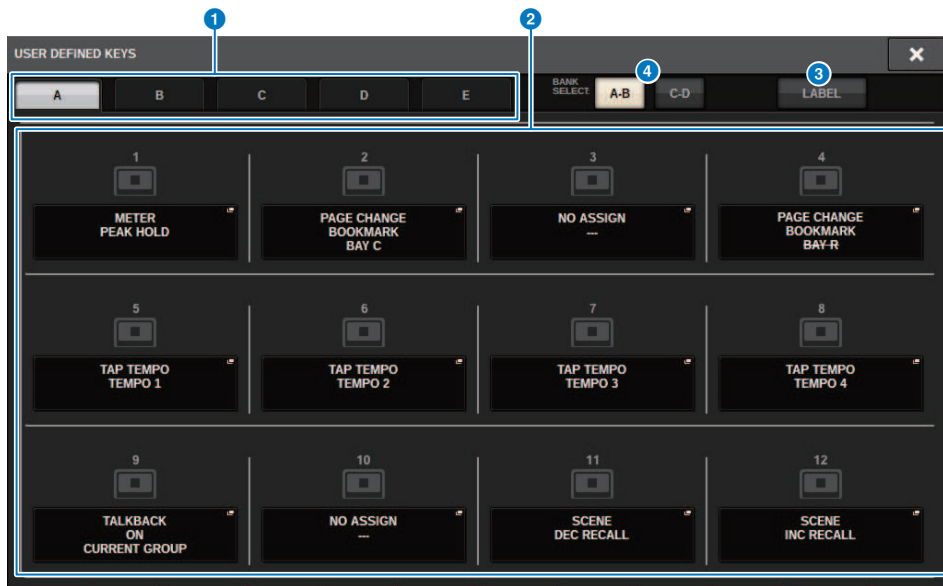 1
2
USER DEFINED KEYS
A B C D E
BANK
SELECT
A-B
4
C-D
3
LABEL
1
METER
PEAK HOLD
2
PAGE CHANGE
BOOKMARK
BAY C
3
NO ASSIGN
---
4
PAGE CHANGE
BOOKMARK
BAY R
5
TAP TEMPO
TEMPO 1
6
TAP TEMPO
TEMPO 2
7
TAP TEMPO
TEMPO 3
8
TAP TEMPO
TEMPO 4
9
TALKBACK
ON
CURRENT GROUP
10
NO ASSIGN
---
11
SCENE
DEC RECALL
12
SCENE
INC RECALL